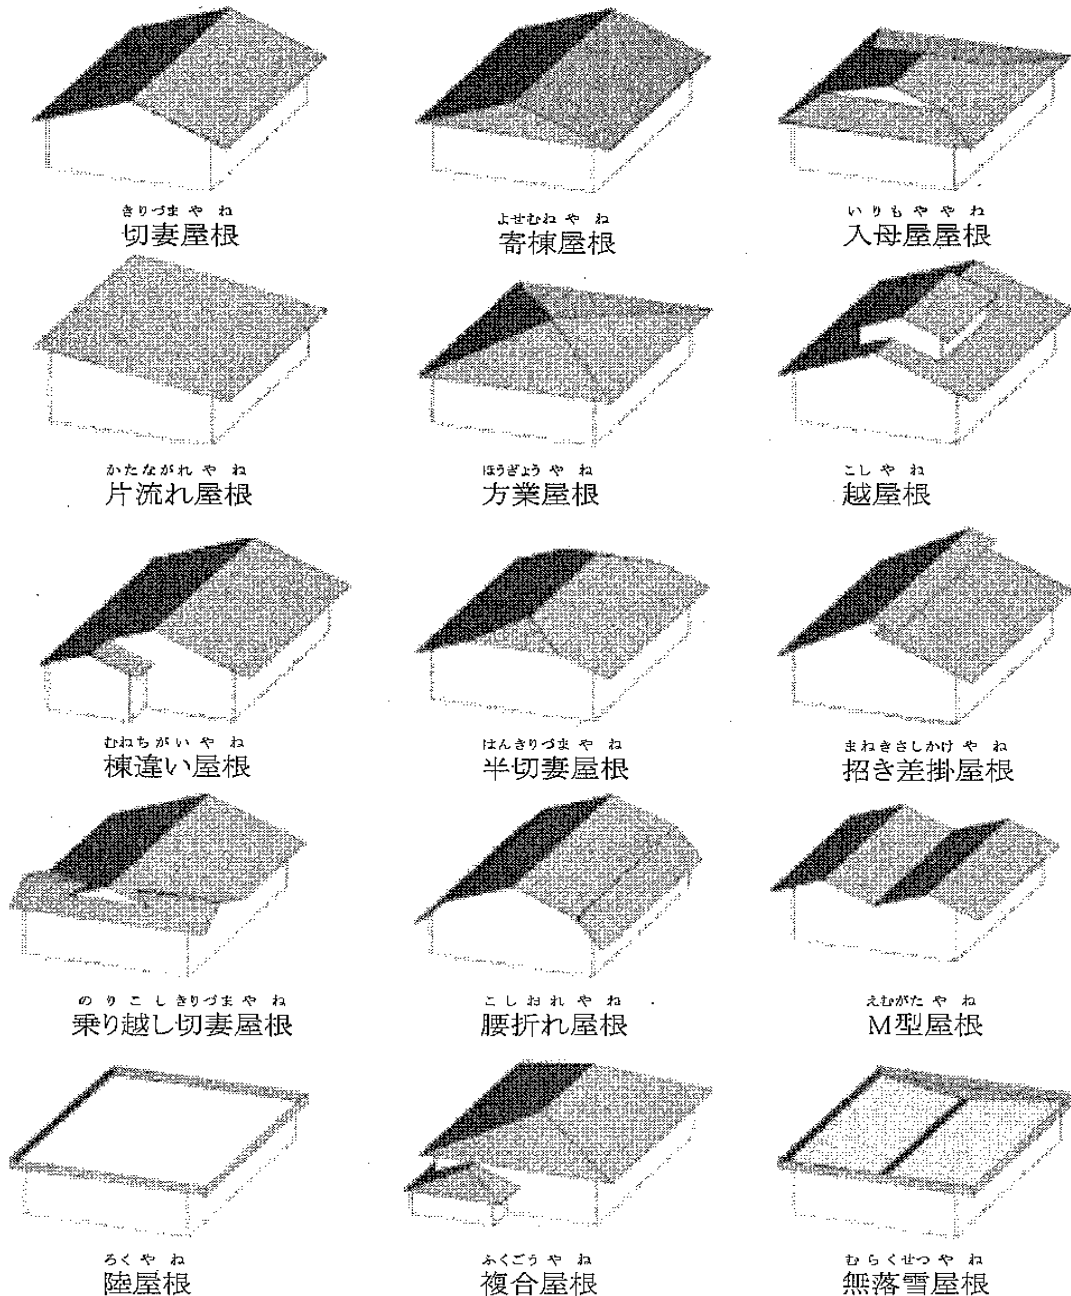 きりづまやね
切妻屋根
よせむねやね
寄棟屋根
いりもややね
入母屋屋根
かたながれやね
片流れ屋根
ほうぎょうやね
方業屋根
こしやね
越屋根
むねちがいやね
棟違い屋根
はんきりづまやね
半切妻屋根
まねきさしかけやね
招き差掛屋根
のりこしきりづまやね
乗り越し切妻屋根
こしおれやね
腰折れ屋根
えむがたやね
M型屋根
ろくやね
陸屋根
ふくごうやね
複合屋根
むらくせつやね
無落雪屋根